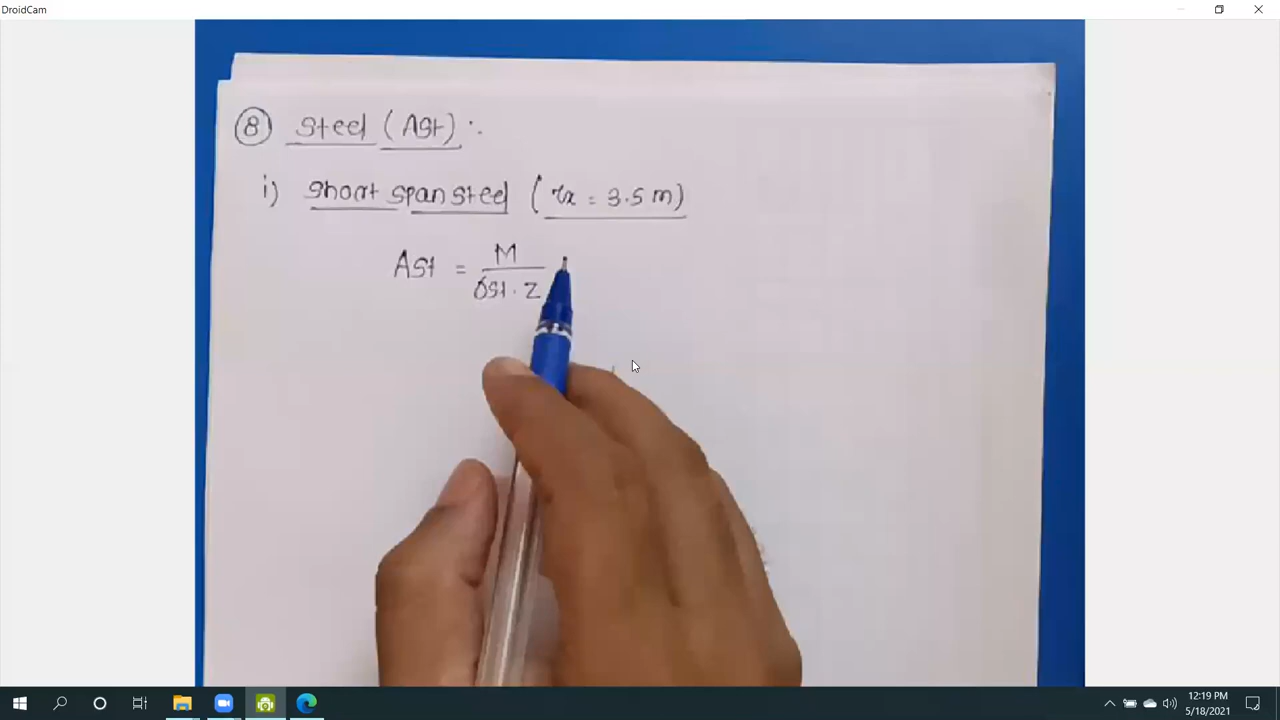 DroidCam
8 Steel (Ast) :-
i) Short span steel (lx = 3.5 m)
Ast = M
σst · Z
12:19 PM
5/18/2021